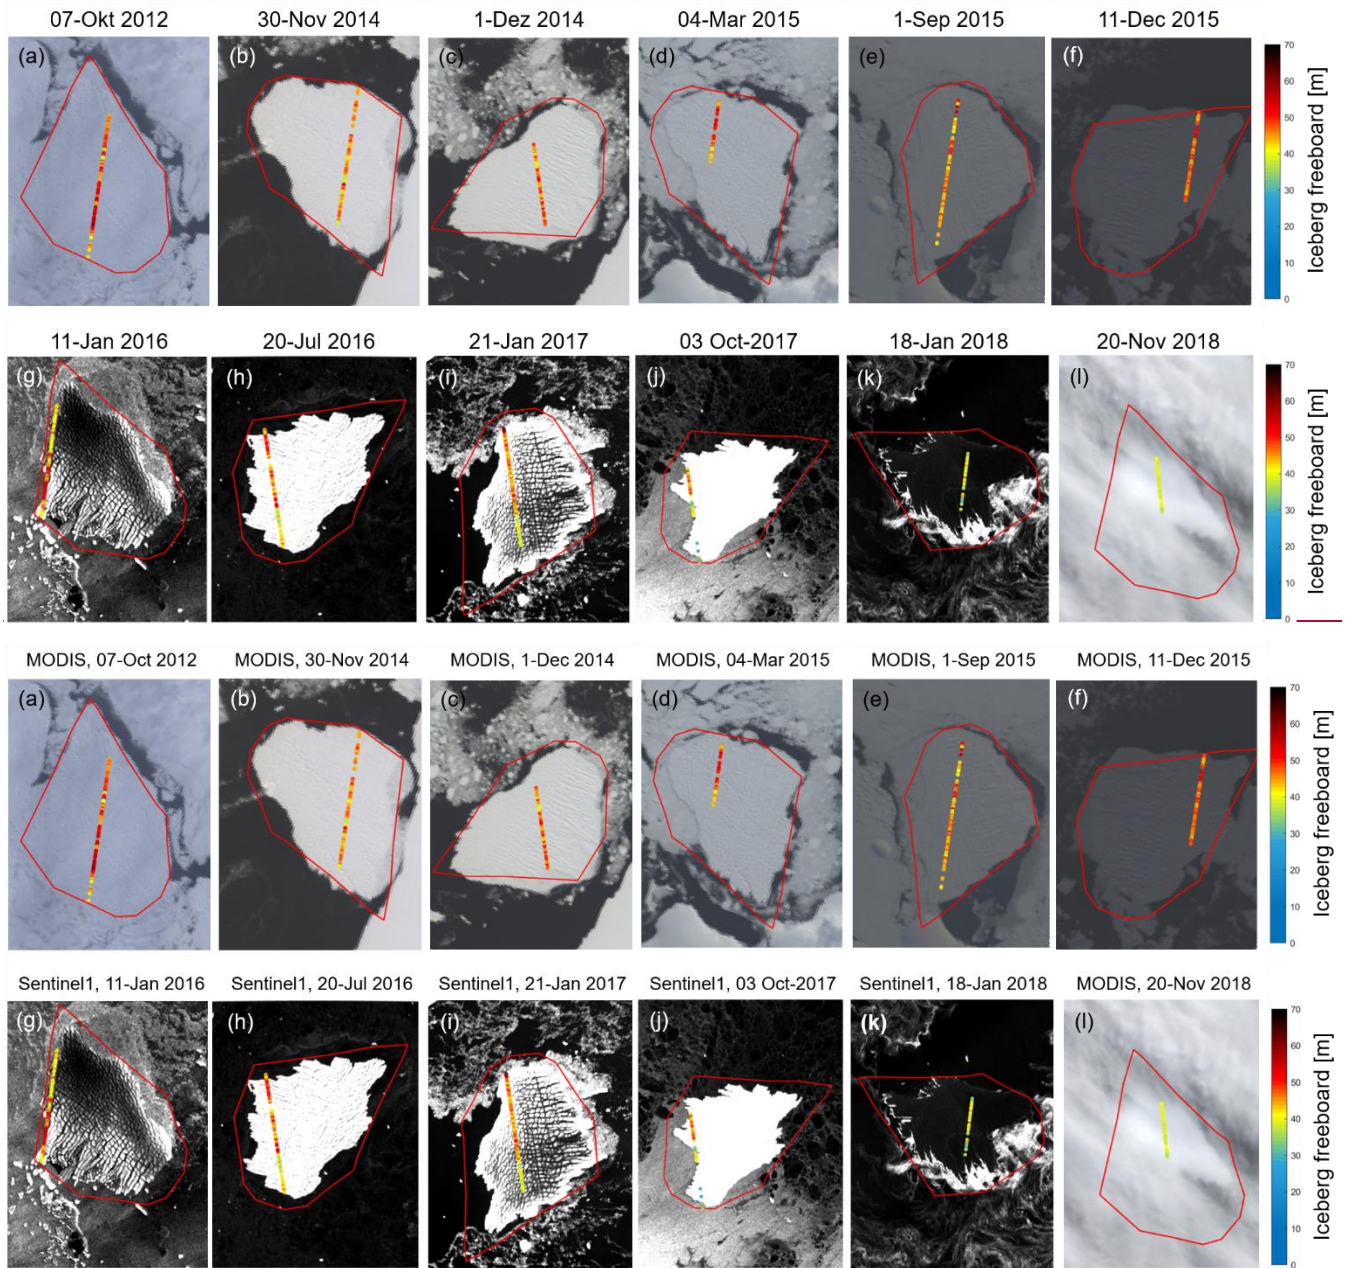 07-Okt 2012 30-Nov 2014 1-Dez 2014 04-Mar 2015 1-Sep 2015 11-Dec 2015
(a) (b) (c) (d) (e) (f)
70
60
50
40
30
20
10
0
Iceberg freeboard [m]
11-Jan 2016 20-Jul 2016 21-Jan 2017 03 Oct-2017 18-Jan 2018 20-Nov 2018
(g) (h) (i) (j) (k) (l)
70
60
50
40
30
20
10
0
Iceberg freeboard [m]
MODIS, 07-Oct 2012 MODIS, 30-Nov 2014 MODIS, 1-Dec 2014 MODIS, 04-Mar 2015 MODIS, 1-Sep 2015 MODIS, 11-Dec 2015
(a) (b) (c) (d) (e) (f)
70
60
50
40
30
20
10
0
Iceberg freeboard [m]
Sentinel1, 11-Jan 2016 Sentinel1, 20-Jul 2016 Sentinel1, 21-Jan 2017 Sentinel1, 03 Oct-2017 Sentinel1, 18-Jan 2018 MODIS, 20-Nov 2018
(g) (h) (i) (j) (k) (l)
70
60
50
40
30
20
10
0
Iceberg freeboard [m]